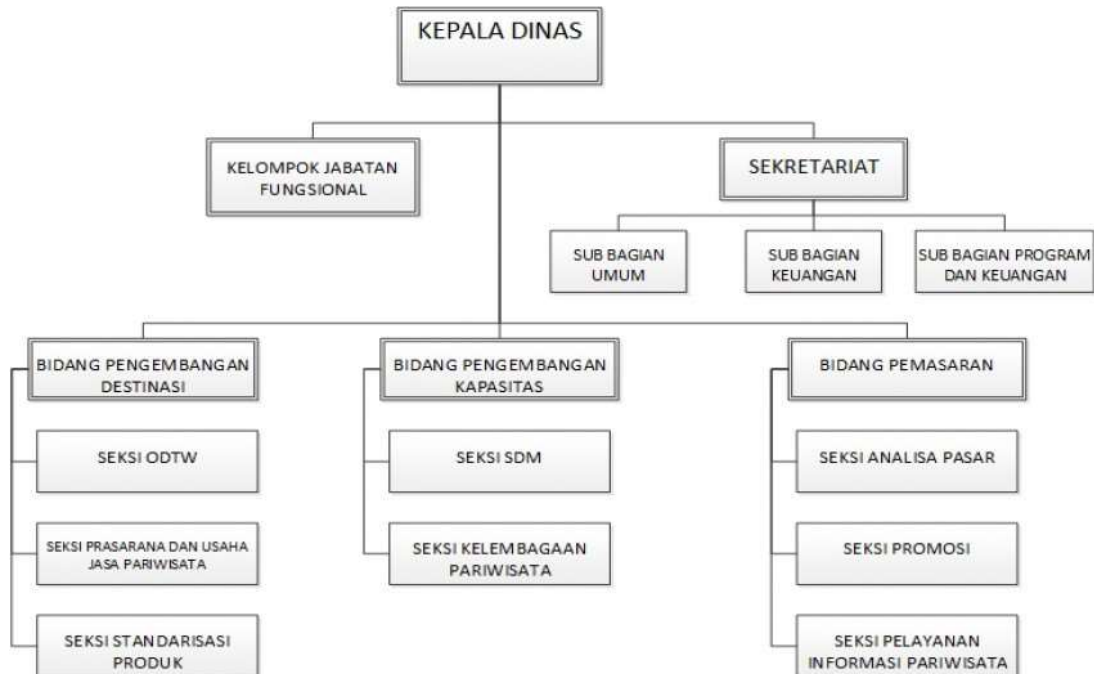 KEPALA DINAS
KELOMPOK JABATAN
FUNGSIONAL
SEKRETARIAT
SUB BAGIAN
UMUM
SUB BAGIAN
KEUANGAN
SUB BAGIAN PROGRAM
DAN KEUANGAN
BIDANG PENGEMBANGAN
DESTINASI
BIDANG PENGEMBANGAN
KAPASITAS
BIDANG PEMASARAN
SEKSI ODTW
SEKSI SDM
SEKSI ANALISA PASAR
SEKSI PRASARANA DAN USAHA
JASA PARIWISATA
SEKSI KELEMBAGAAN
PARIWISATA
SEKSI PROMOSI
SEKSI STANDARISASI
PRODUK
SEKSI PELAYANAN
INFORMASI PARIWISATA